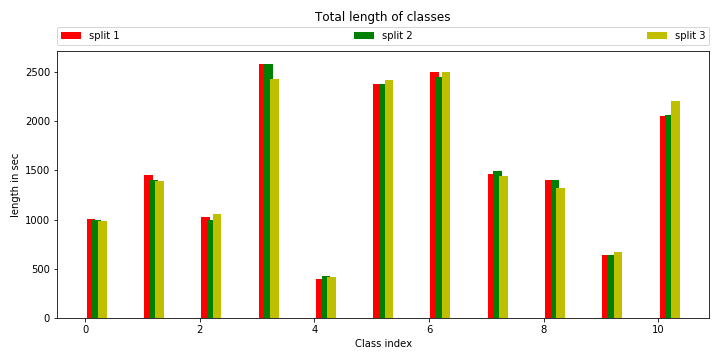 Total length of classes
split 1 split 2 split 3
2500
2000
1500
1000
500
0
length in sec
0 2 4 6 8 10
Class index